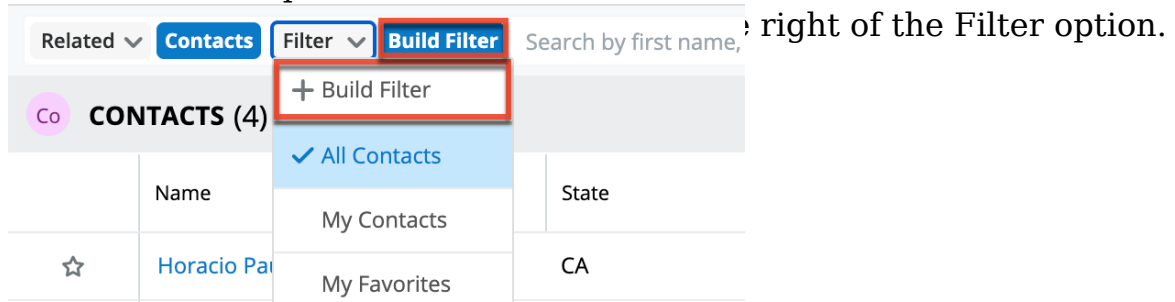 right of the Filter option.
Related Contacts Filter Build Filter Search by first name,
+ Build Filter
Co CONTACTS (4)
All Contacts
Name State
My Contacts
Horacio CA
My Favorites